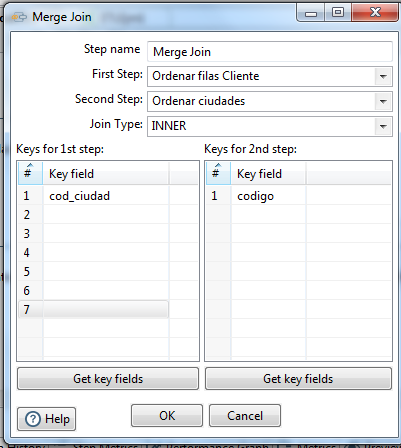 Merge Join
Step name Merge Join
First Step: Ordenar filas Cliente
Second Step: Ordenar ciudades
Join Type: INNER
Keys for 1st step: Keys for 2nd step:
# Key field # Key field
1 cod_ciudad 1 codigo
2
3
4
5
6
7
Get key fields Get key fields
Help OK Cancel